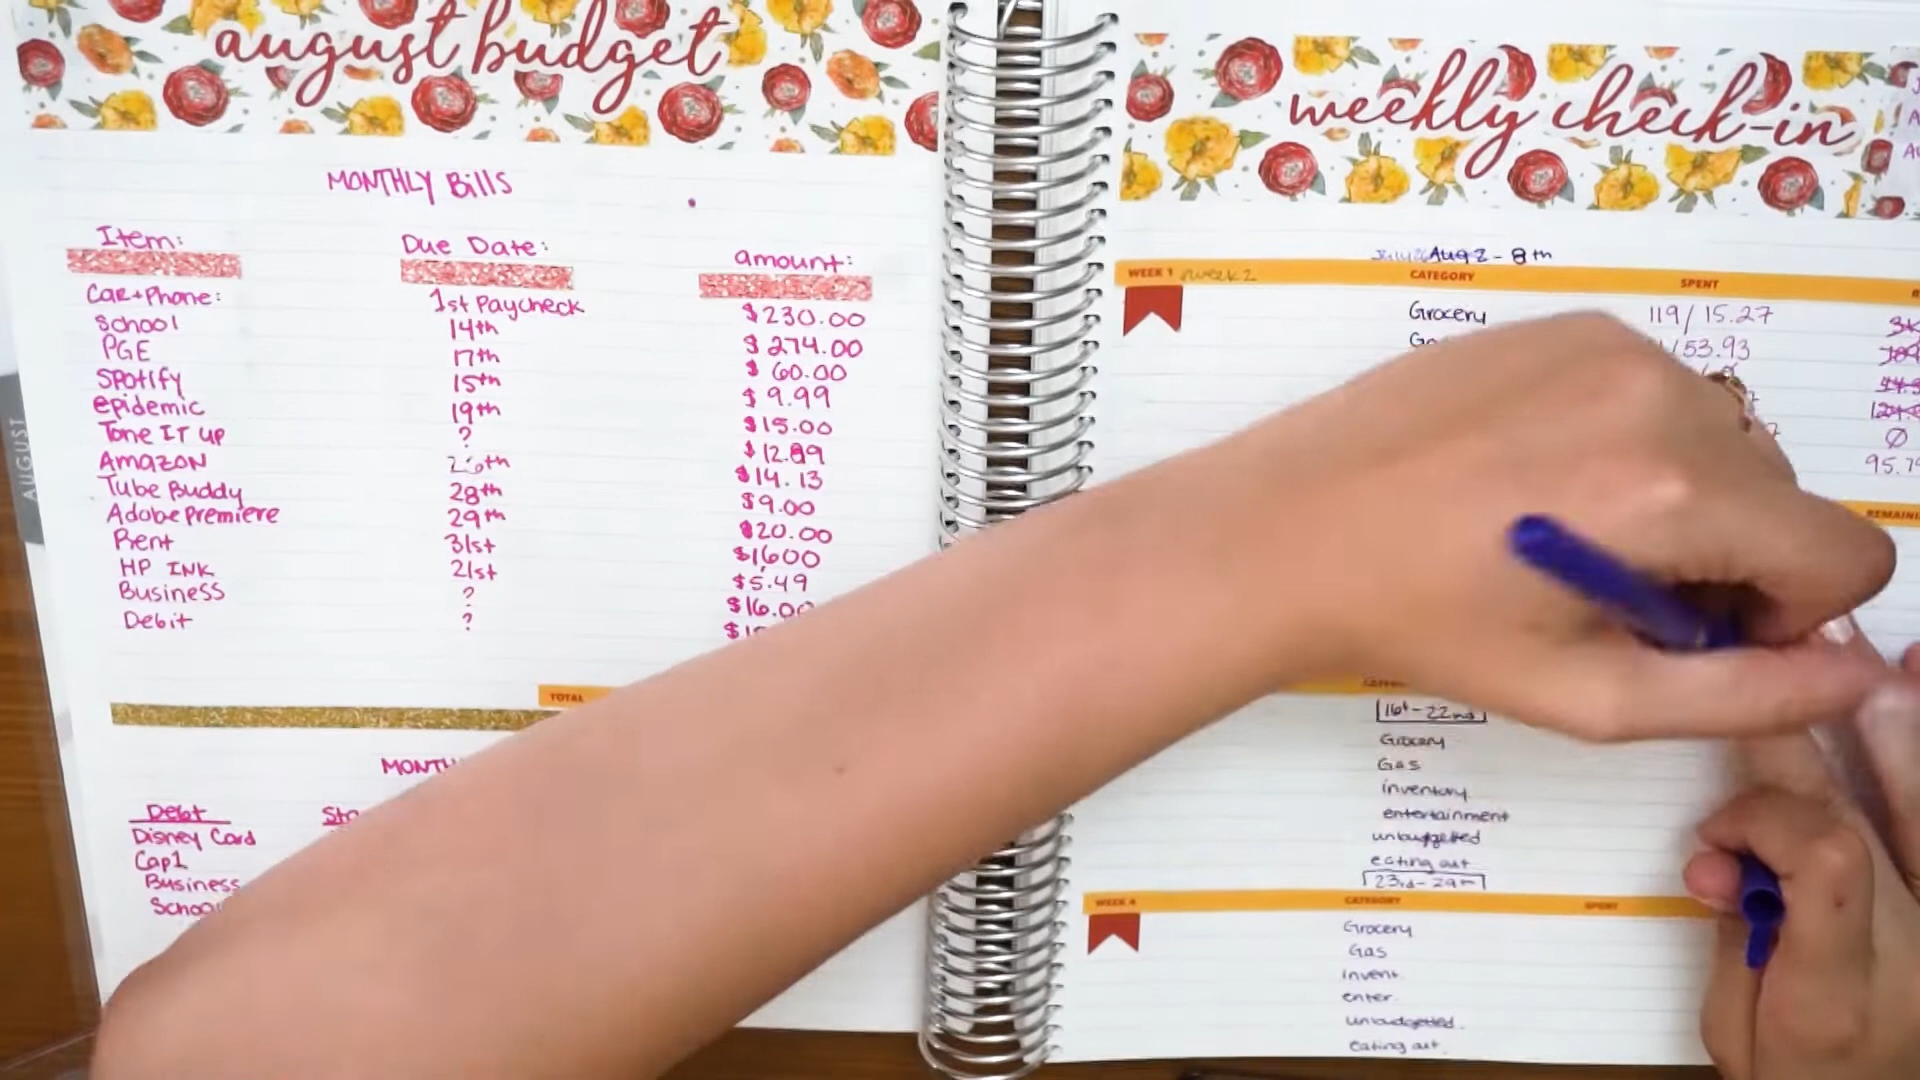 august budget
MONTHLY Bills
Item: Due Date: amount:
Car+Phone: 1st Paycheck $230.00
School 14th $274.00
PGE 17th $60.00
Spotify 15th $9.99
epidemic 19th $15.00
Tone IT up ? $12.89
Amazon $14.13
Tube Buddy 28th $9.00
Adobe Premiere 29th $20.00
Rent 31st $1600
HP INK 21st $5.49
Business ? $16.00
Debit ?
TOTAL
Debt
Disney Card
Cap1
Business
School
AUGUST
weekly check-in
Aug 2 - 8th
WEEK 1 week 2 CATEGORY SPENT
Grocery 119/15.27
53.93
Ø
95.7
16th - 22nd
Grocery
Gas
inventory
entertainment
unbuggetted
eating out
23rd - 29th
WEEK 4 CATEGORY SPENT
Grocery
Gas
invent.
enter.
unbudgetted.
Eating out